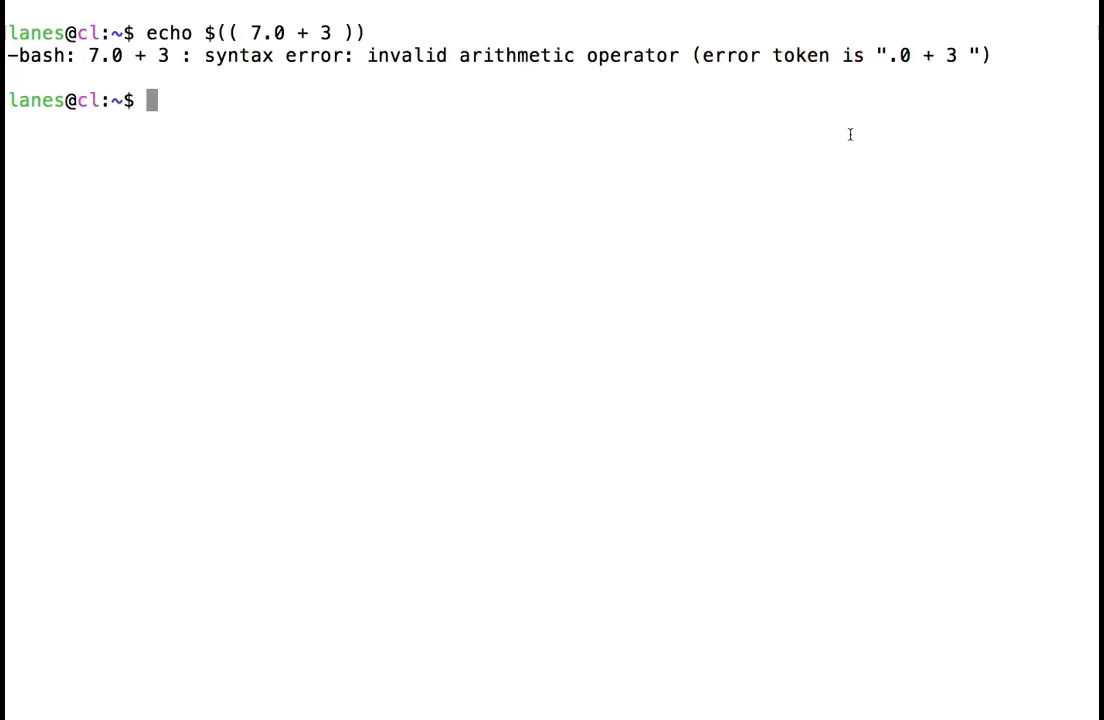 lanes@cl:~$ echo $(( 7.0 + 3 ))
-bash: 7.0 + 3 : syntax error: invalid arithmetic operator (error token is ".0 + 3 ")
lanes@cl:~$